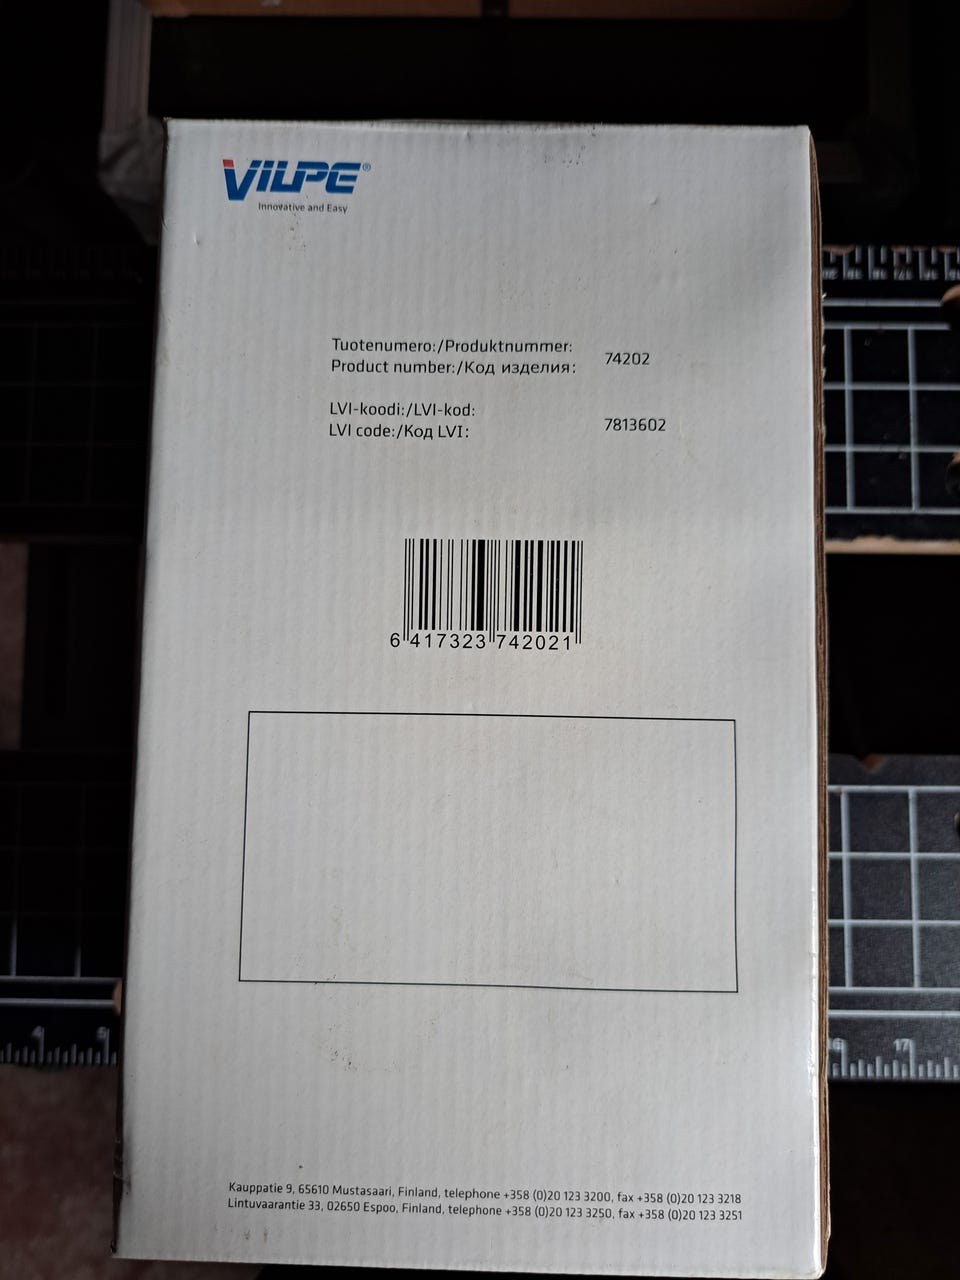 VILPE®
Innovative and Easy
Tuotenumero:/Produktnummer:
Product number:/Код изделия:
74202
LVI-koodi:/LVI-kod:
LVI code:/Код LVI:
7813602
6 417323 742021
Kauppatie 9, 65610 Mustasaari, Finland, telephone +358 (0)20 123 3200, fax +358 (0)20 123 3218
Lintuvaarantie 33, 02650 Espoo, Finland, telephone +358 (0)20 123 3250, fax +358 (0)20 123 3251
17